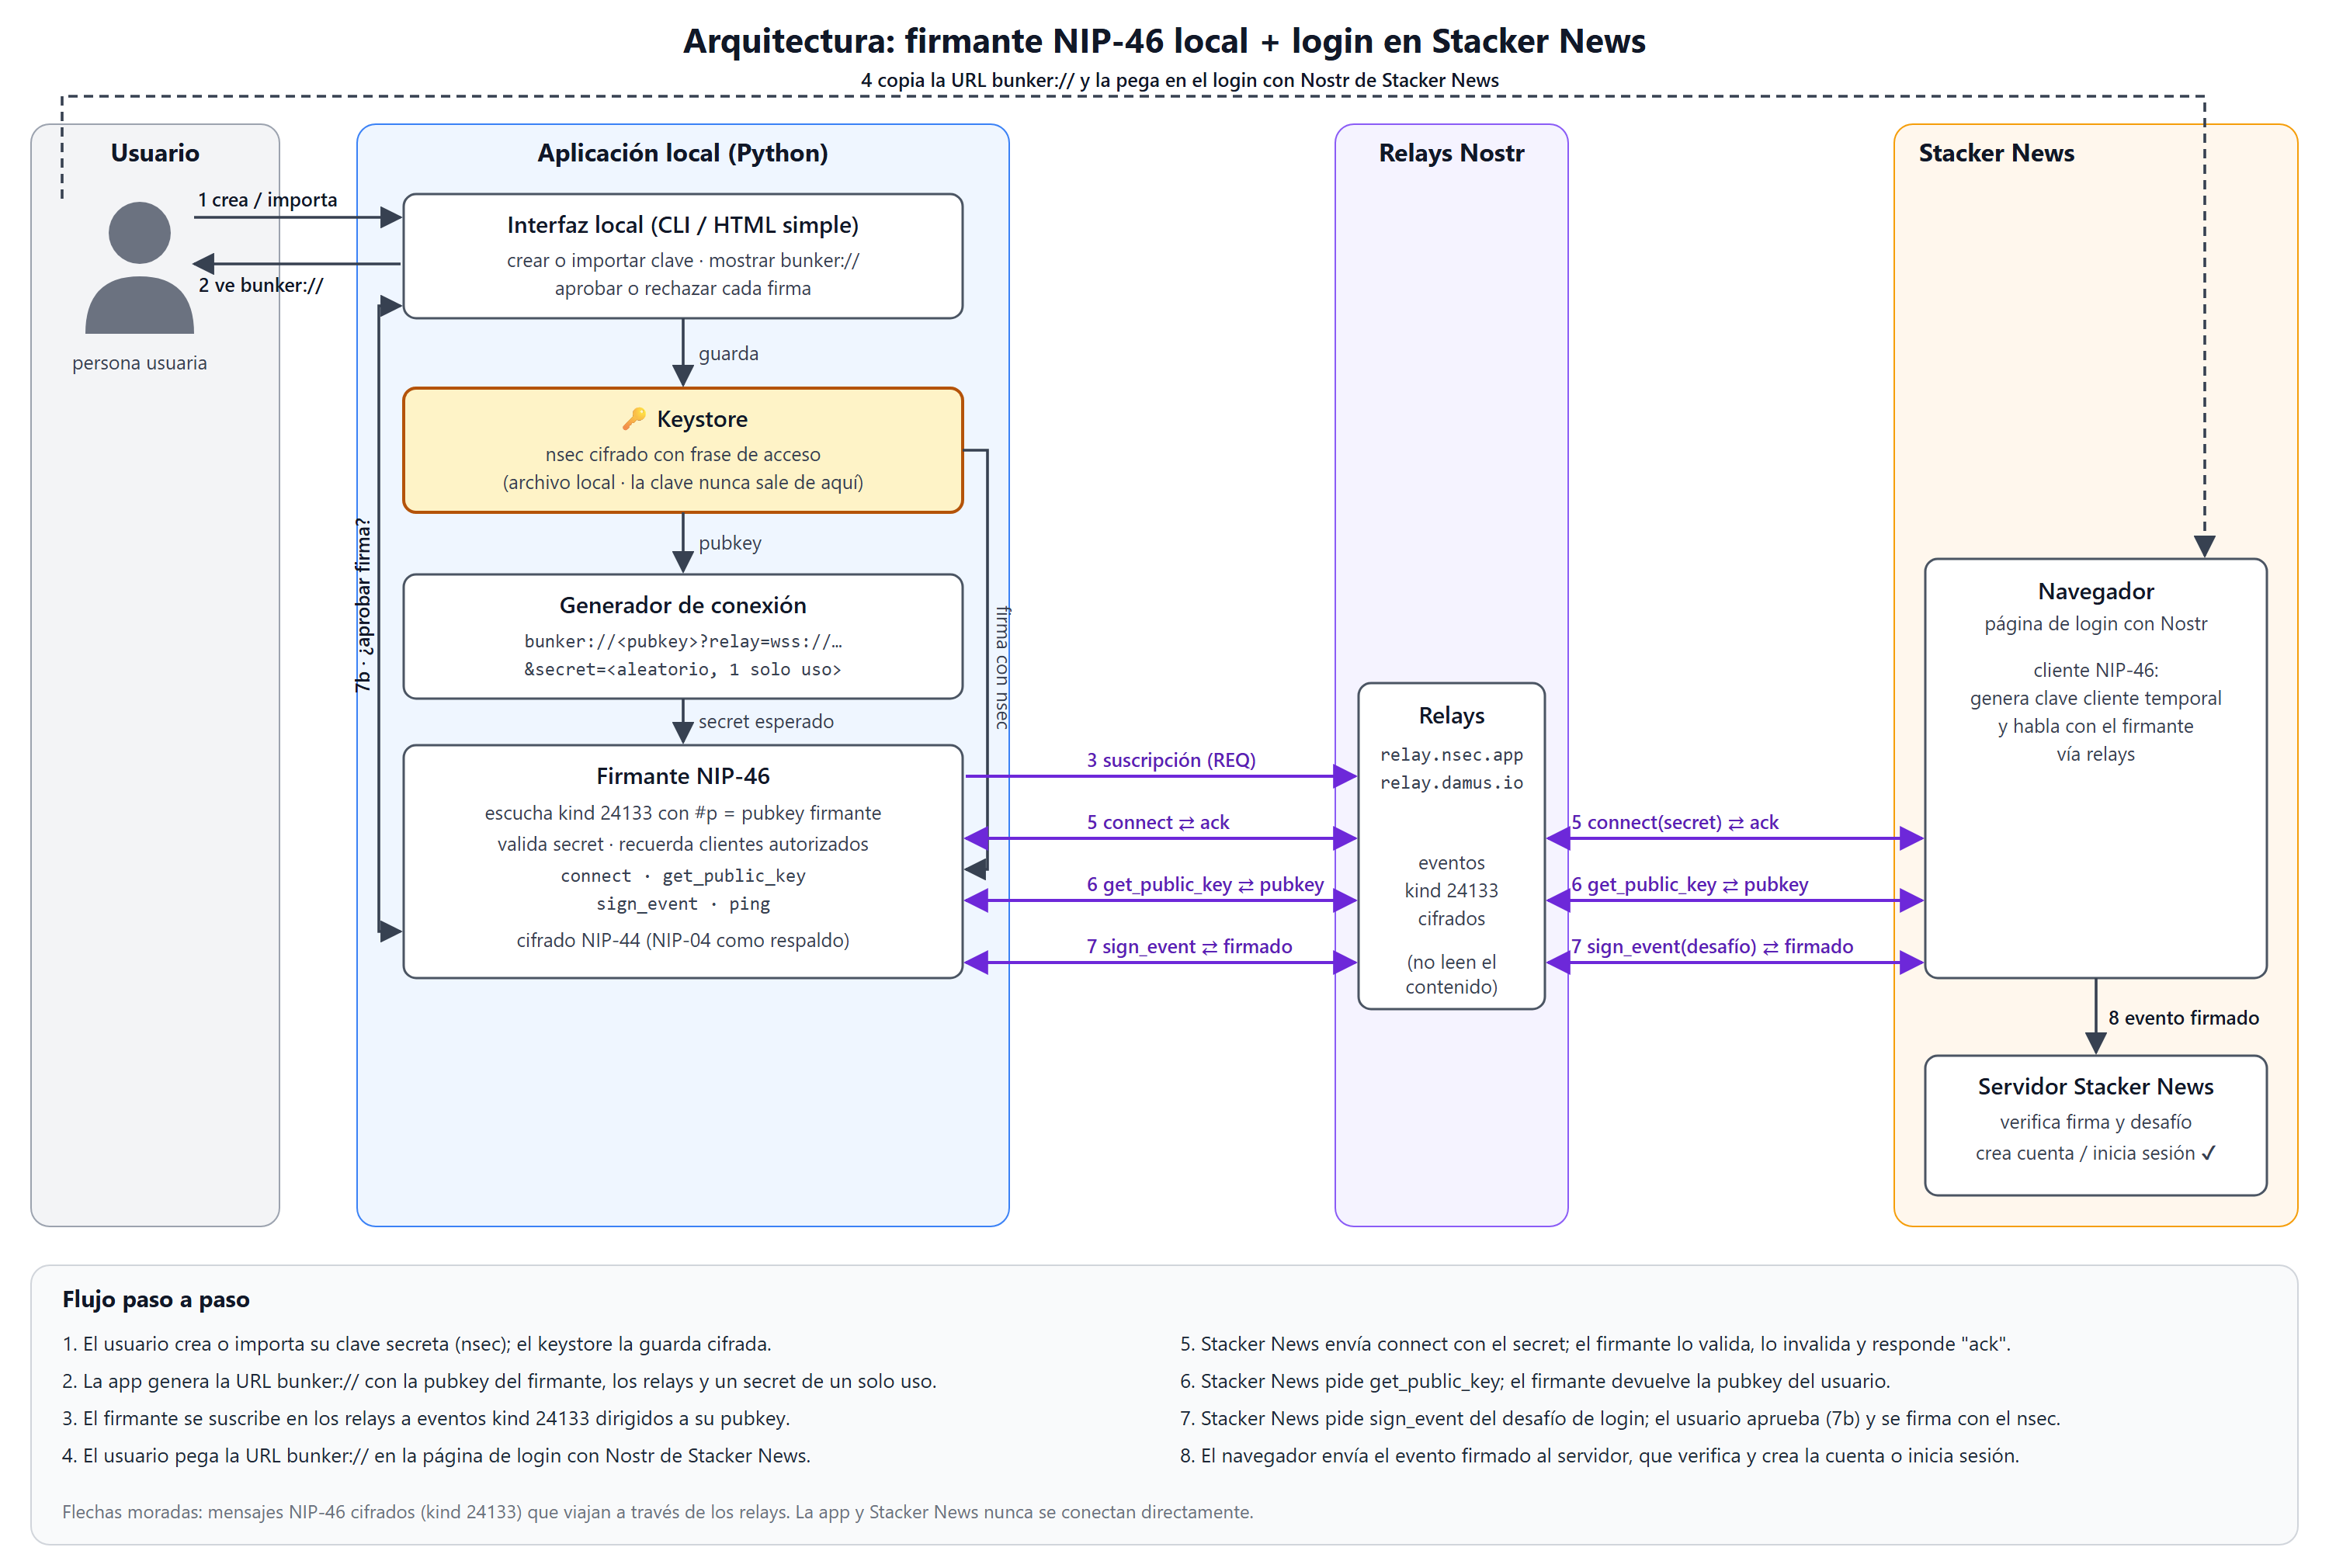 Arquitectura: firmante NIP-46 local + login en Stacker News
4 copia la URL bunker:// y la pega en el login con Nostr de Stacker News
Usuario
1 crea / importa
2 ve bunker://
persona usuaria
Aplicación local (Python)
Interfaz local (CLI / HTML simple)
crear o importar clave · mostrar bunker://
aprobar o rechazar cada firma
guarda
🔑 Keystore
nsec cifrado con frase de acceso
(archivo local · la clave nunca sale de aquí)
pubkey
7b · ¿aprobar firma?
firma con nsec
Generador de conexión
bunker://<pubkey>?relay=wss://…
&secret=<aleatorio, 1 solo uso>
secret esperado
Firmante NIP-46
escucha kind 24133 con #p = pubkey firmante
valida secret · recuerda clientes autorizados
connect · get_public_key
sign_event · ping
cifrado NIP-44 (NIP-04 como respaldo)
3 suscripción (REQ)
5 connect ⇄ ack
6 get_public_key ⇄ pubkey
7 sign_event ⇄ firmado
Relays Nostr
Relays
relay.nsec.app
relay.damus.io
eventos
kind 24133
cifrados
(no leen el
contenido)
5 connect(secret) ⇄ ack
6 get_public_key ⇄ pubkey
7 sign_event(desafío) ⇄ firmado
Stacker News
Navegador
página de login con Nostr
cliente NIP-46:
genera clave cliente temporal
y habla con el firmante
vía relays
8 evento firmado
Servidor Stacker News
verifica firma y desafío
crea cuenta / inicia sesión ✓
Flujo paso a paso
1. El usuario crea o importa su clave secreta (nsec); el keystore la guarda cifrada.
2. La app genera la URL bunker:// con la pubkey del firmante, los relays y un secret de un solo uso.
3. El firmante se suscribe en los relays a eventos kind 24133 dirigidos a su pubkey.
4. El usuario pega la URL bunker:// en la página de login con Nostr de Stacker News.
5. Stacker News envía connect con el secret; el firmante lo valida, lo invalida y responde "ack".
6. Stacker News pide get_public_key; el firmante devuelve la pubkey del usuario.
7. Stacker News pide sign_event del desafío de login; el usuario aprueba (7b) y se firma con el nsec.
8. El navegador envía el evento firmado al servidor, que verifica y crea la cuenta o inicia sesión.
Flechas moradas: mensajes NIP-46 cifrados (kind 24133) que viajan a través de los relays. La app y Stacker News nunca se conectan directamente.